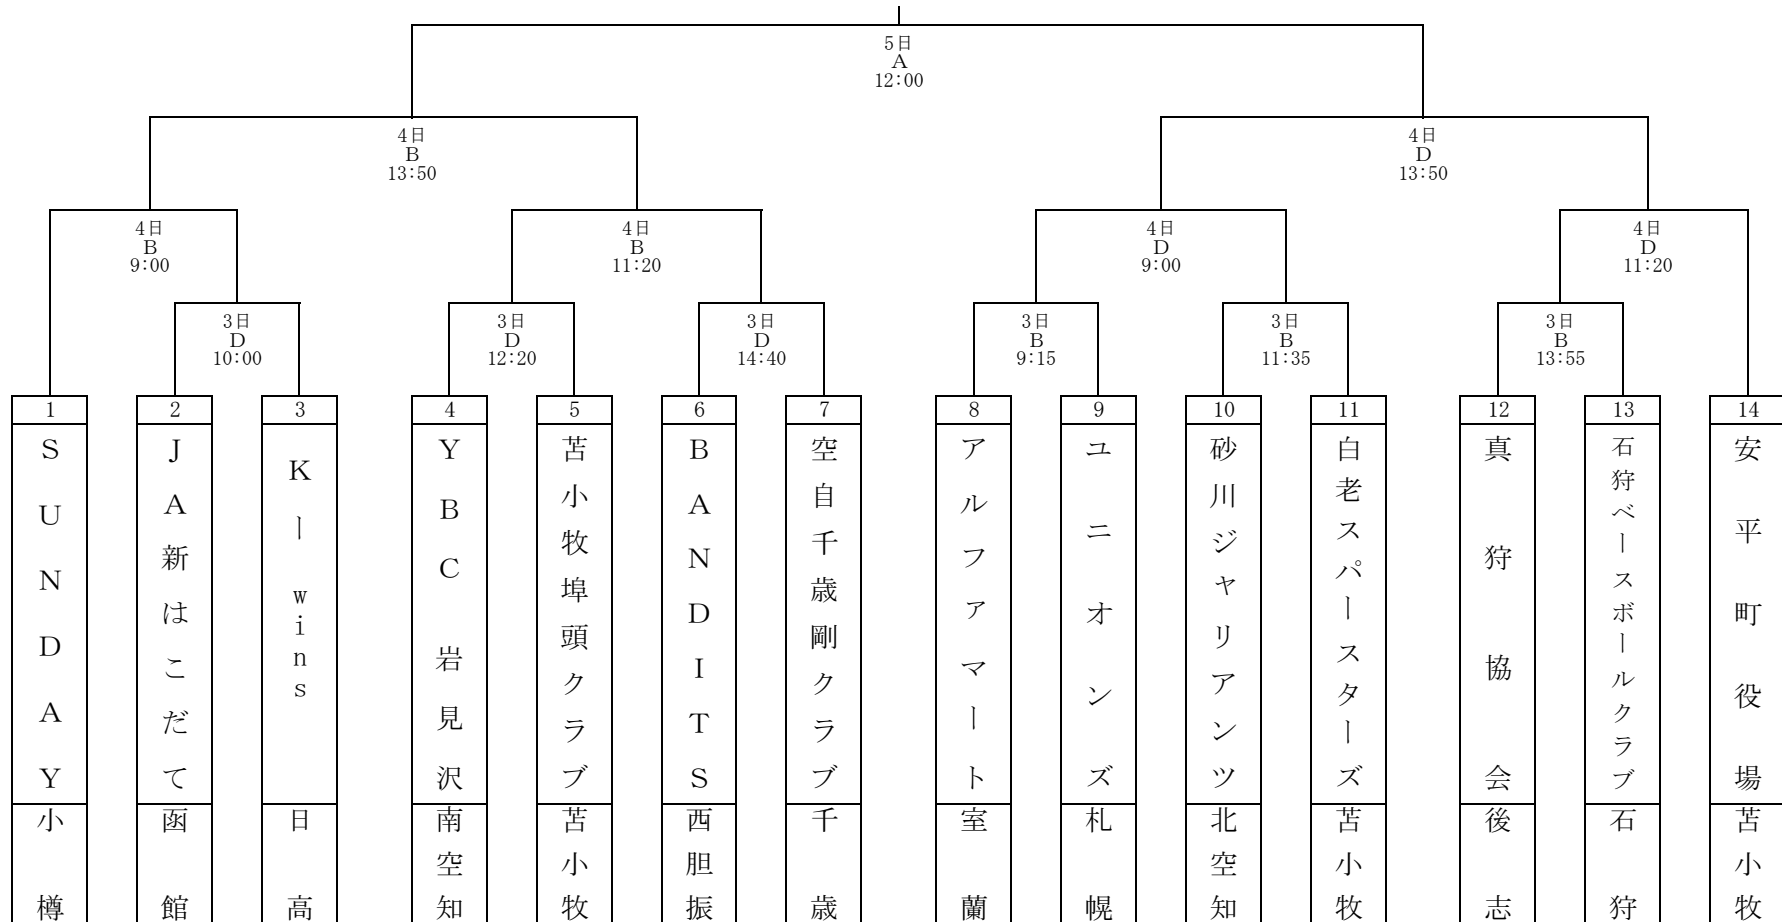 5日
A
12:00
4日
B
13:50
4日
D
13:50
4日
B
9:00
4日
B
11:20
4日
D
9:00
4日
D
11:20
3日
D
10:00
3日
D
12:20
3日
D
14:40
3日
B
9:15
3日
B
11:35
3日
B
13:55
1
SUNDAY
小樽
2
JA新はこだて
函館
3
Kー wins
日高
4
YBC 岩見沢
南空知
5
苫小牧埠頭クラブ
苫小牧
6
BANDITS
西胆振
7
空自千歳剛クラブ
千歳
8
アルファマート
室蘭
9
ユニオンズ
札幌
10
砂川ジャリアンツ
北空知
11
白老スパースターズ
苫小牧
12
真狩協会
後志
13
石狩ベースボールクラブ
石狩
14
安平町役場
苫小牧